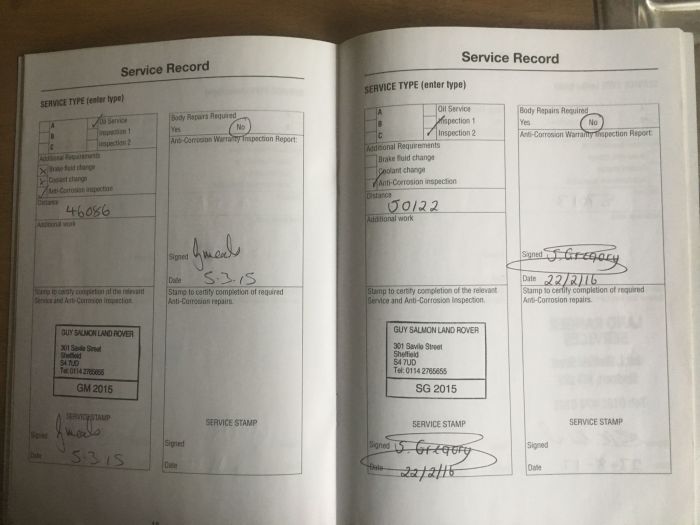 Service Record
SERVICE TYPE (enter type)
A
B
C
Oil Service
Inspection 1
Inspection 2
Additional Requirements
Brake fluid change
Coolant change
Anti-Corrosion inspection
Distance
46086
Additional work
Stamp to certify completion of the relevant
Service and Anti-Corrosion Inspection.
GUY SALMON LAND ROVER
301 Savile Street
Sheffield
S4 7UD
Tel: 0114 2765655
GM 2015
SERVICE STAMP
Signed
Date 5.3.15
Body Repairs Required
Yes No
Anti-Corrosion Warranty Inspection Report:
Signed
Date 5.3.15
Stamp to certify completion of required
Anti-Corrosion repairs.
SERVICE STAMP
Signed
Date
Service Record
SERVICE TYPE (enter type)
A
B
C
Oil Service
Inspection 1
Inspection 2
Additional Requirements
Brake fluid change
Coolant change
Anti-Corrosion inspection
Distance
50122
Additional work
Stamp to certify completion of the relevant
Service and Anti-Corrosion Inspection.
GUY SALMON LAND ROVER
301 Savile Street
Sheffield
S4 7UD
Tel: 0114 2765655
SG 2015
SERVICE STAMP
Signed S. Gregory
Date 22/2/16
Body Repairs Required
Yes No
Anti-Corrosion Warranty Inspection Report:
Signed S. Gregory
Date 22/2/16
Stamp to certify completion of required
Anti-Corrosion repairs.
SERVICE STAMP
Signed
Date